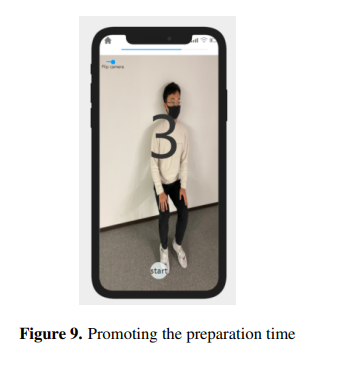 Flip camera
3
start
Figure 9. Promoting the preparation time